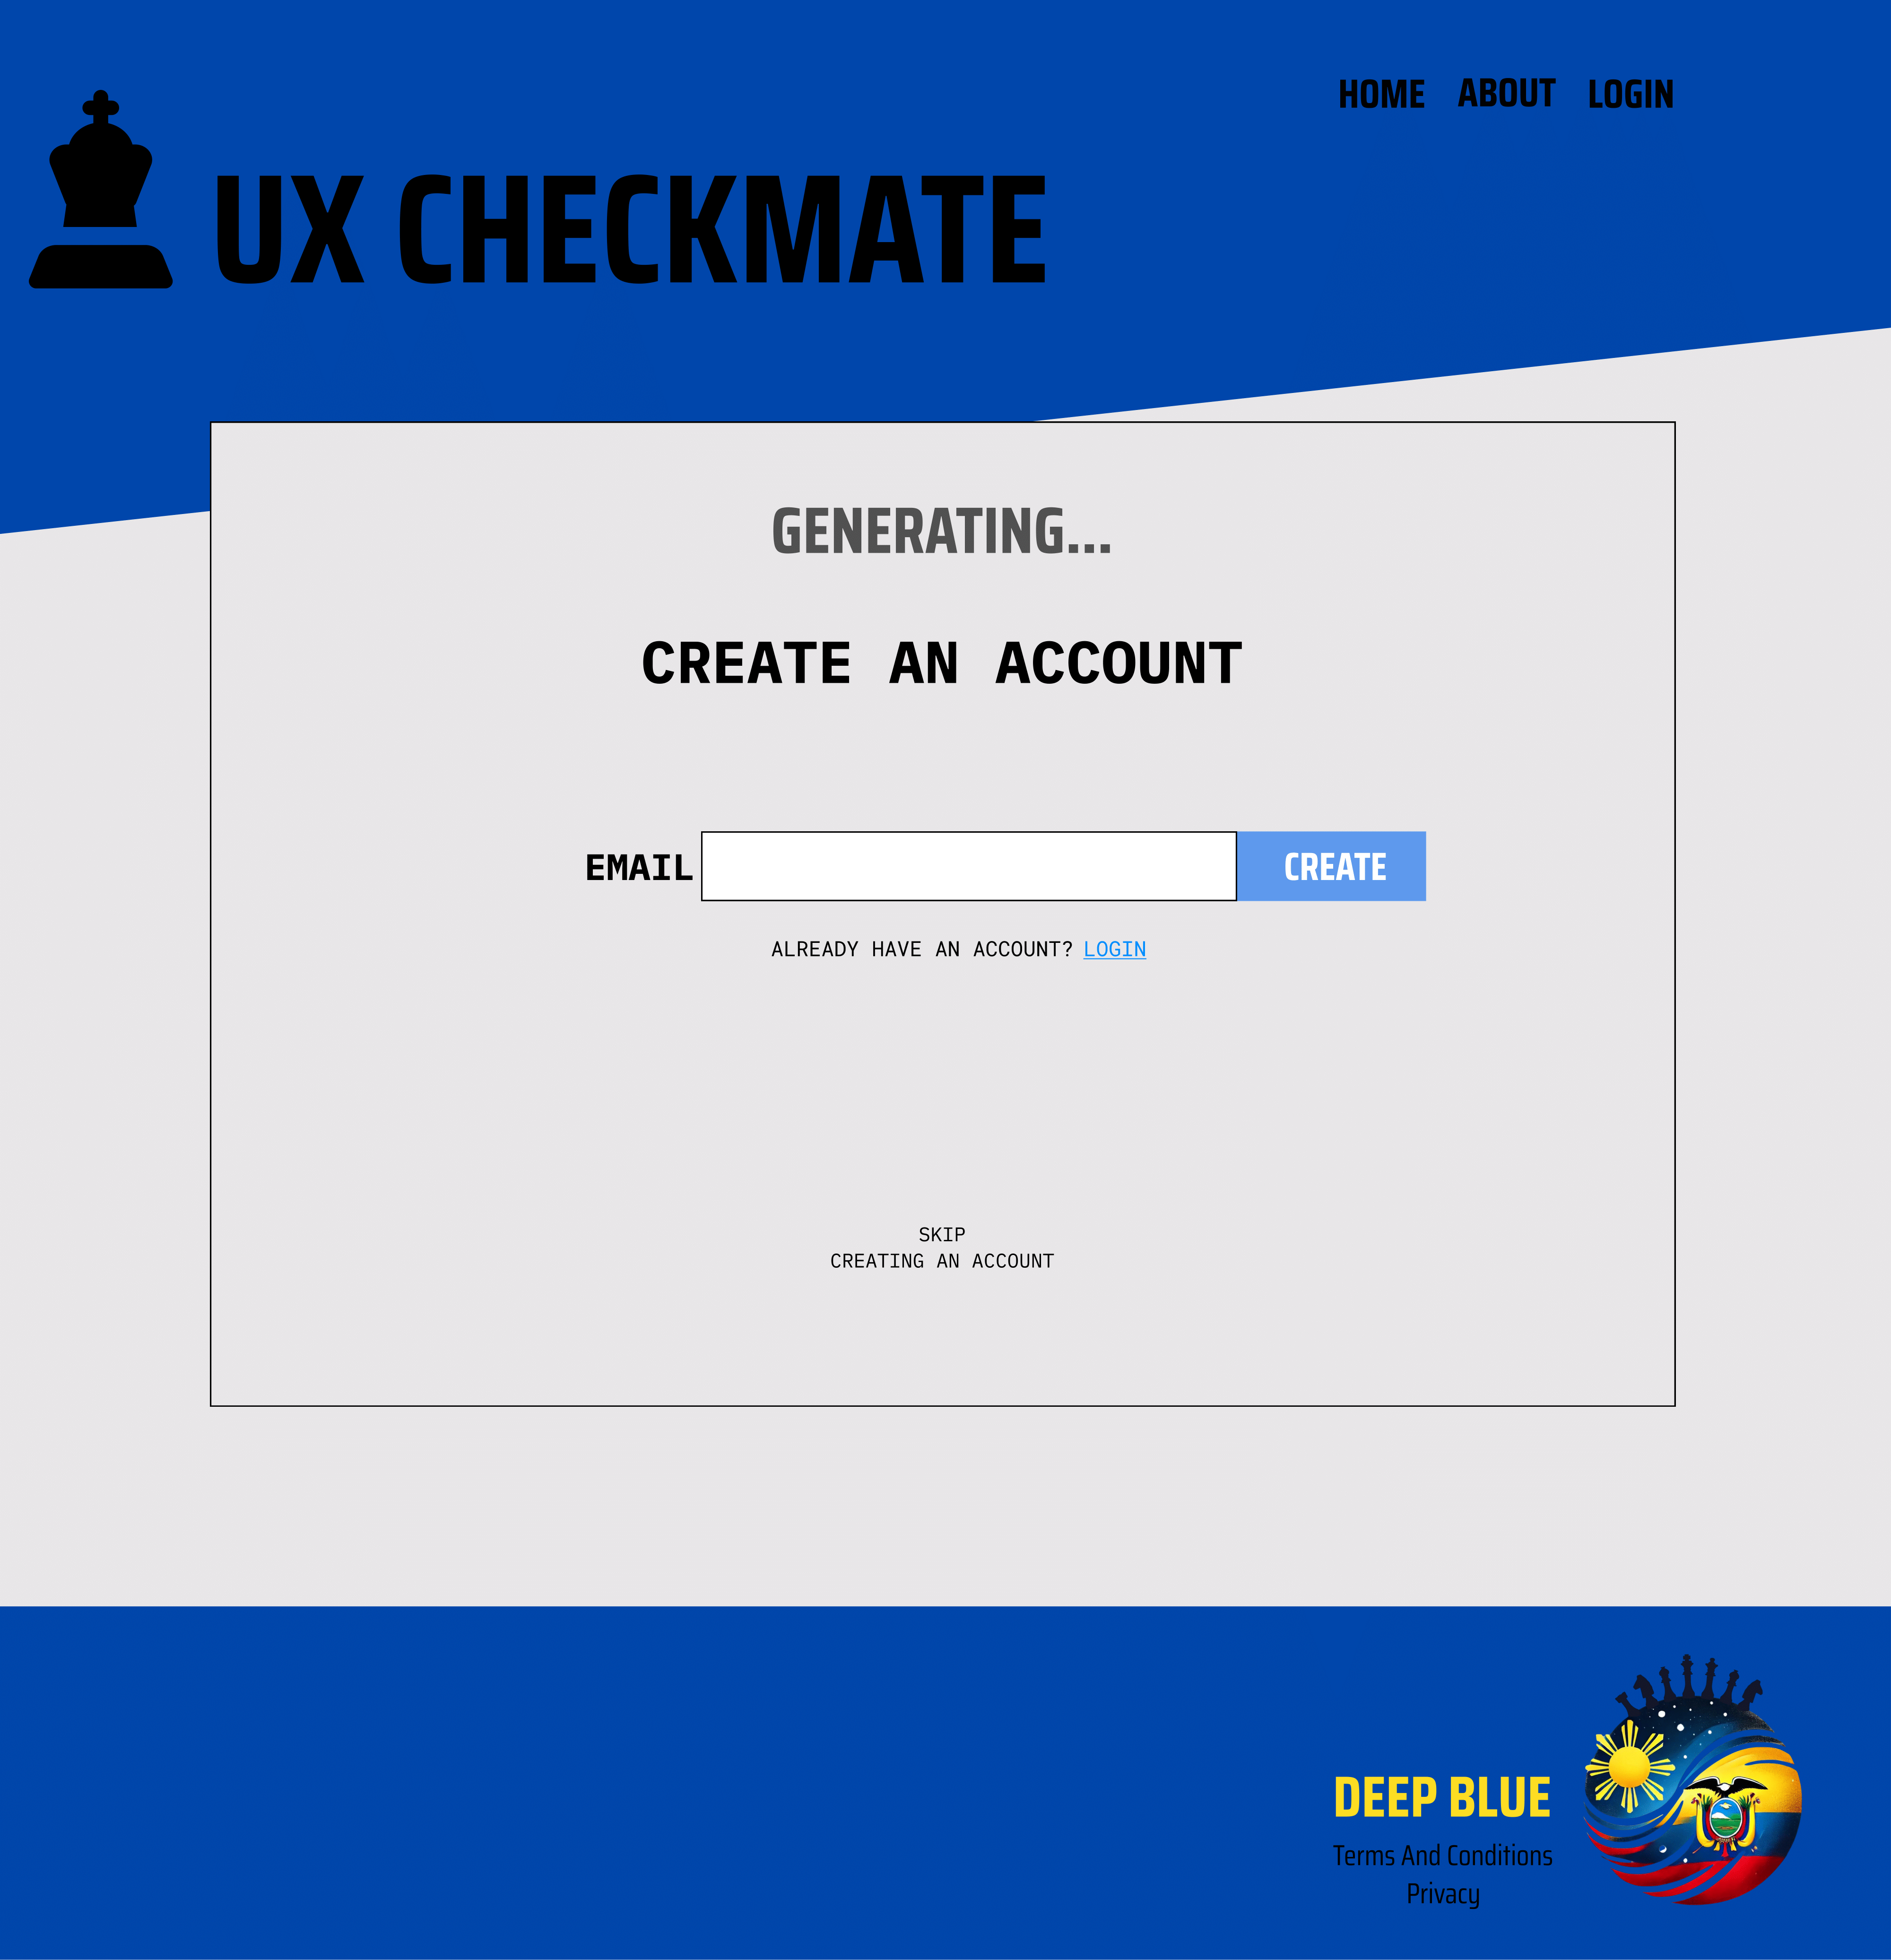 HOME ABOUT LOGIN
UX CHECKMATE
GENERATING...
CREATE AN ACCOUNT
EMAIL CREATE
ALREADY HAVE AN ACCOUNT? LOGIN
SKIP
CREATING AN ACCOUNT
DEEP BLUE
Terms And Conditions
Privacy